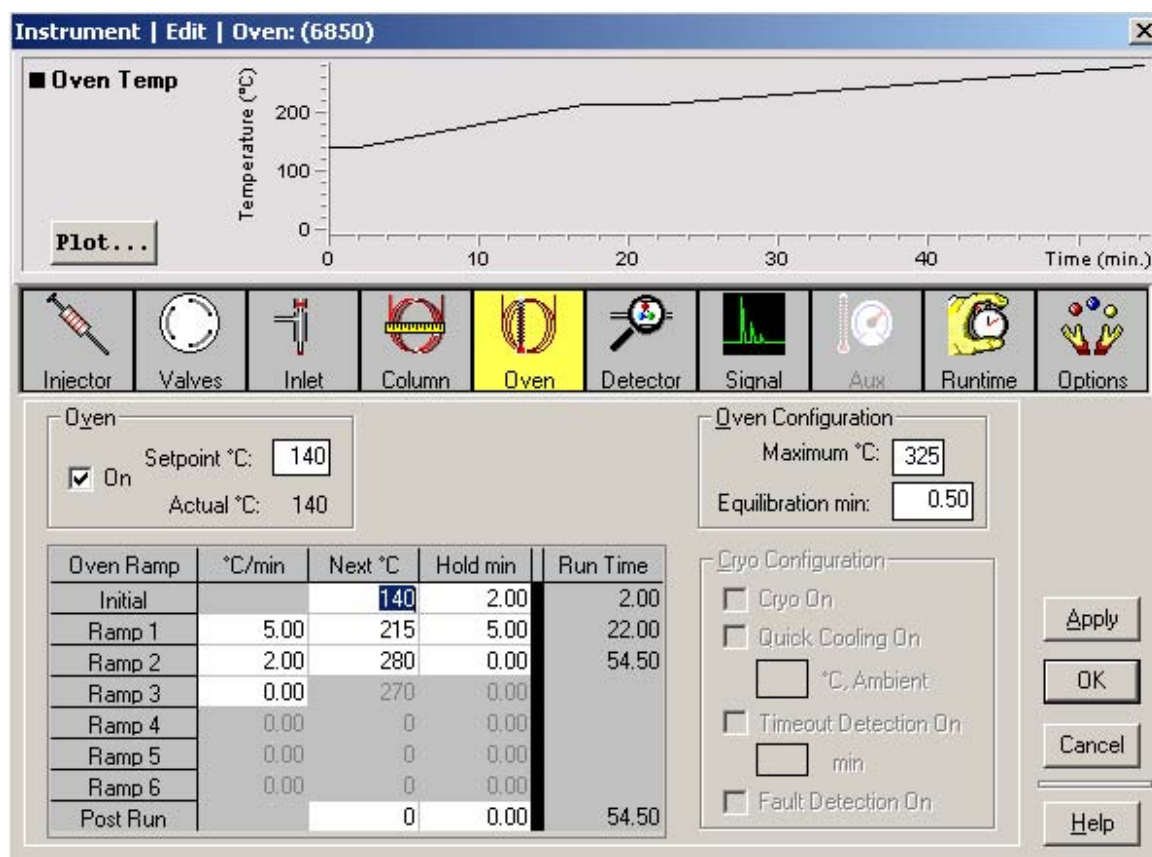 Instrument | Edit | Oven: (6850)
Oven Temp
Temperature (°C)
200
100
0
Plot...
0 10 20 30 40 Time (min.)
Injector Valves Inlet Column Oven Detector Signal Aux Runtime Options
Oven
On
Setpoint °C: 140
Actual °C: 140
Oven Configuration
Maximum °C: 325
Equilibration min: 0.50
Oven Ramp °C/min Next °C Hold min Run Time
Initial 140 2.00 2.00
Ramp 1 5.00 215 5.00 22.00
Ramp 2 2.00 280 0.00 54.50
Ramp 3 0.00 270 0.00
Ramp 4 0.00 0 0.00
Ramp 5 0.00 0 0.00
Ramp 6 0.00 0 0.00
Post Run 0 0.00 54.50
Cryo Configuration
Cryo On
Quick Cooling On
°C, Ambient
Timeout Detection On
min
Fault Detection On
Apply
OK
Cancel
Help